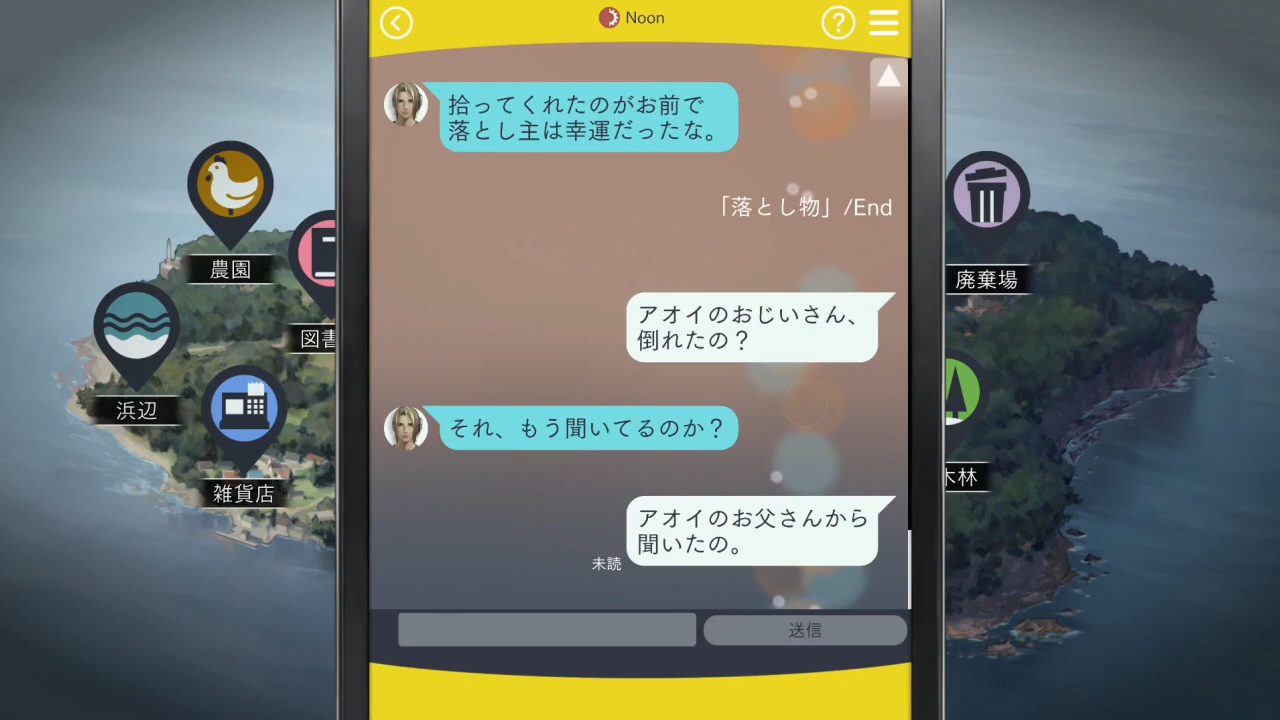 Noon
?
拾ってくれたのがお前で
落とし主は幸運だったな。
「落とし物」/End
アオイのおじいさん、
倒れたの？
それ、もう聞いてるのか？
アオイのお父さんから
聞いたの。
未読
送信
農園
図書
浜辺
雑貨店
廃棄場
木林